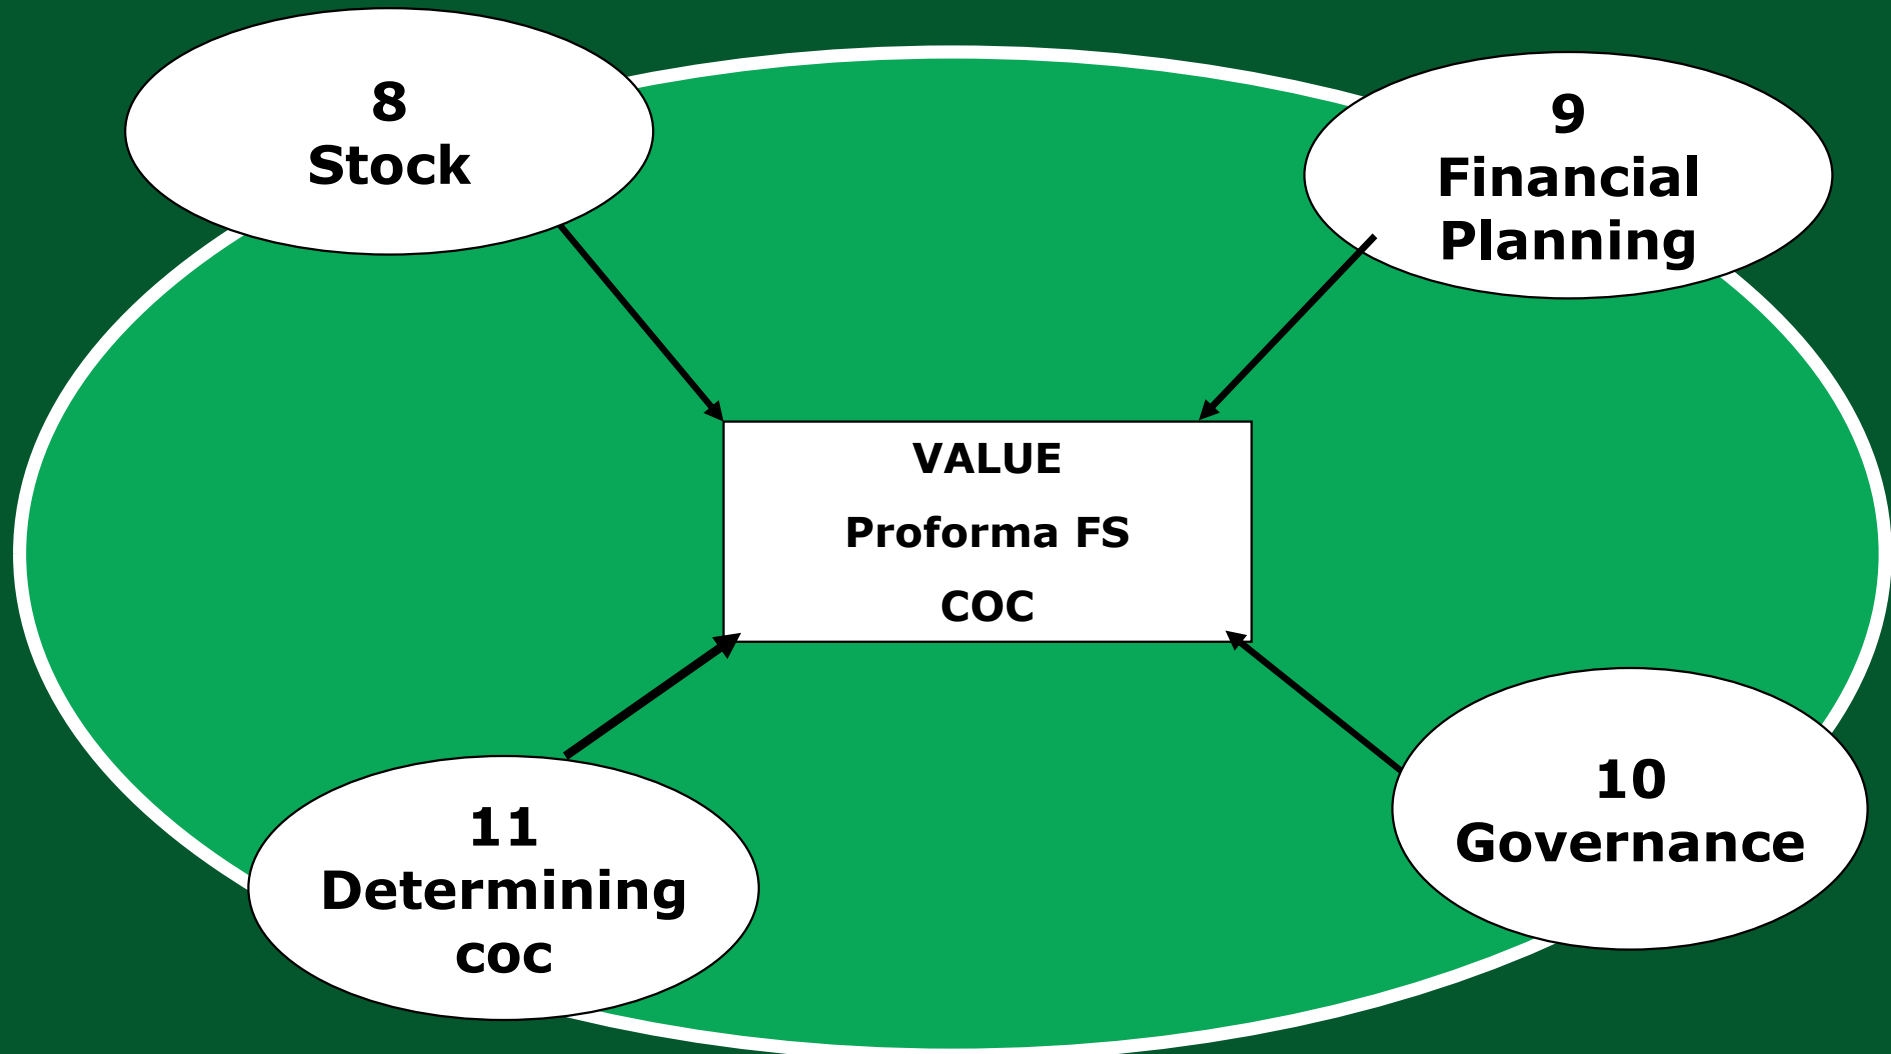 8
Stock
9
Financial
Planning
VALUE
Proforma FS
COC
11
Determining
coc
10
Governance